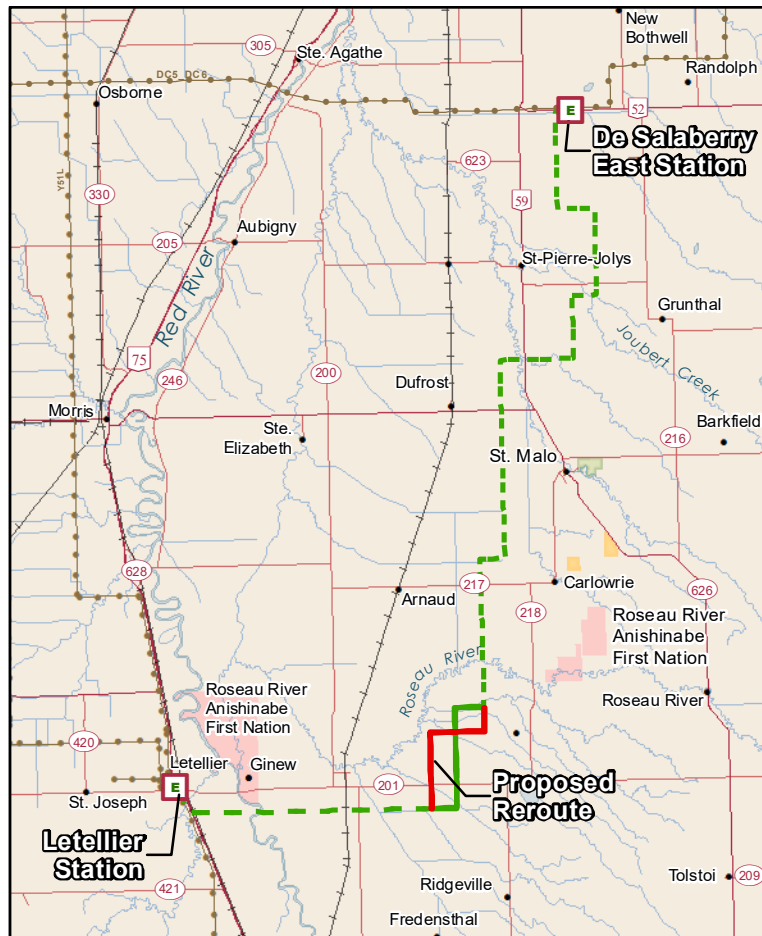 New
Bothwell
305
Ste. Agathe
Randolph
DC5 DC6
Osborne
E
52
De Salaberry
East Station
623
Y51L
330
59
205
Aubigny
Red River
St-Pierre-Jolys
Grunthal
75
246
200
Joubert Creek
Dufrost
Morris
Ste.
Elizabeth
216
Barkfield
St. Malo
628
217
Carlowrie
Arnaud
218
626
Roseau River
Anishinabe
First Nation
Roseau River
Roseau River
Anishinabe
First Nation
Roseau River
420
Letellier
Ginew
E
201
St. Joseph
Proposed
Reroute
Letellier
Station
421
Ridgeville
Tolstoi
209
Fredensthal